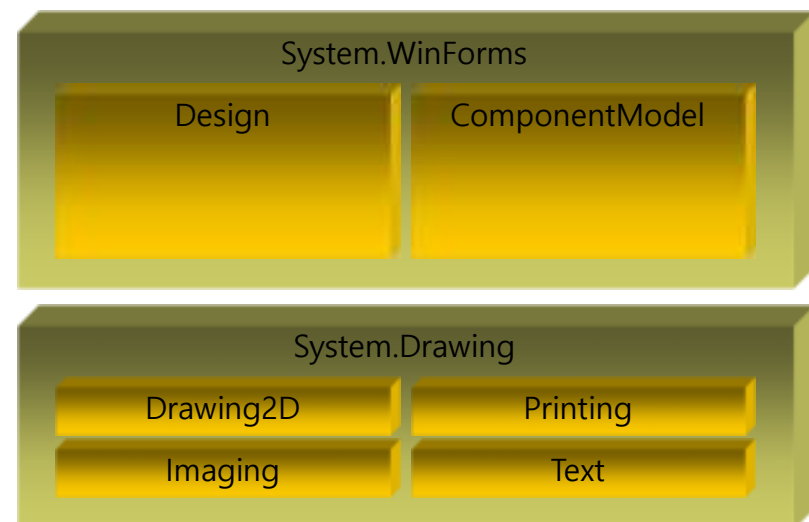 System.WinForms
Design
ComponentModel
System.Drawing
Drawing2D
Printing
Imaging
Text